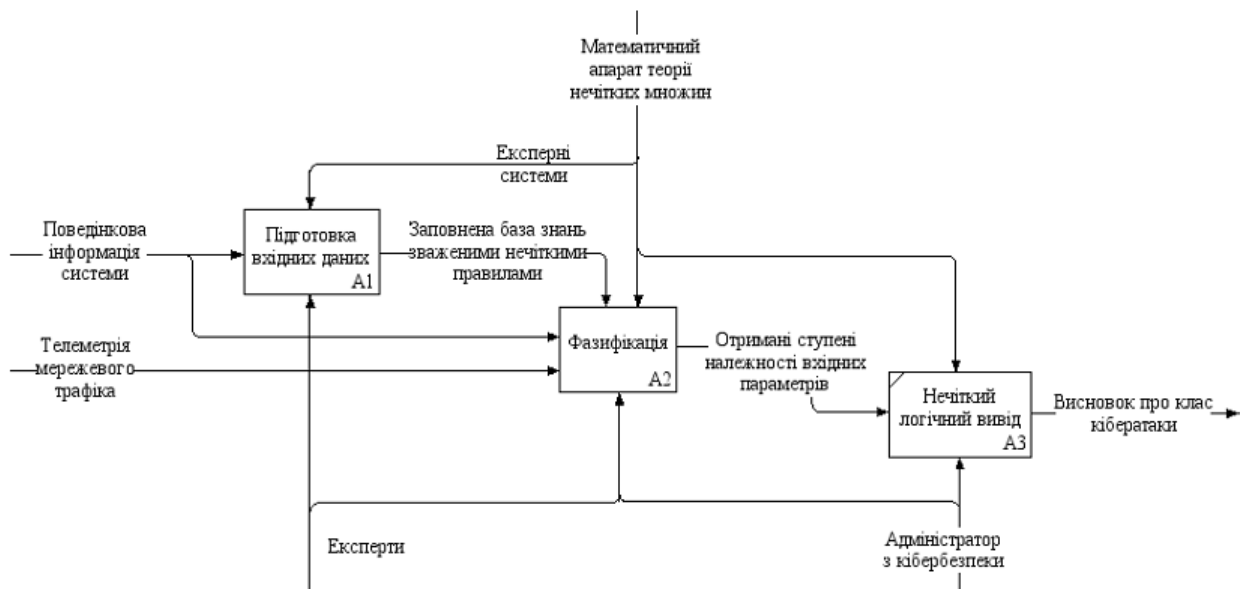 Математичний
апарат теорії
нечітких множин
Експерні
системи
Поведінкова
інформація
системи
Підготовка
вхідних даних
A1
Заповнена база знань
зваженими нечіткими
правилами
Телеметрія
мережевого
трафіка
Фазифікація
A2
Отримані ступені
належності вхідних
параметрів
Нечіткий
логічний вивід
A3
Висновок про клас
кібератаки
Експерти
Адміністратор
з кібербезпеки